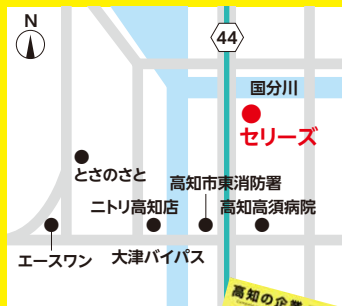 N
44
国分川
セリーズ
とさのさと
高知市東消防署
ニトリ高知店
高知高須病院
エースワン
大津バイパス
高知の企業